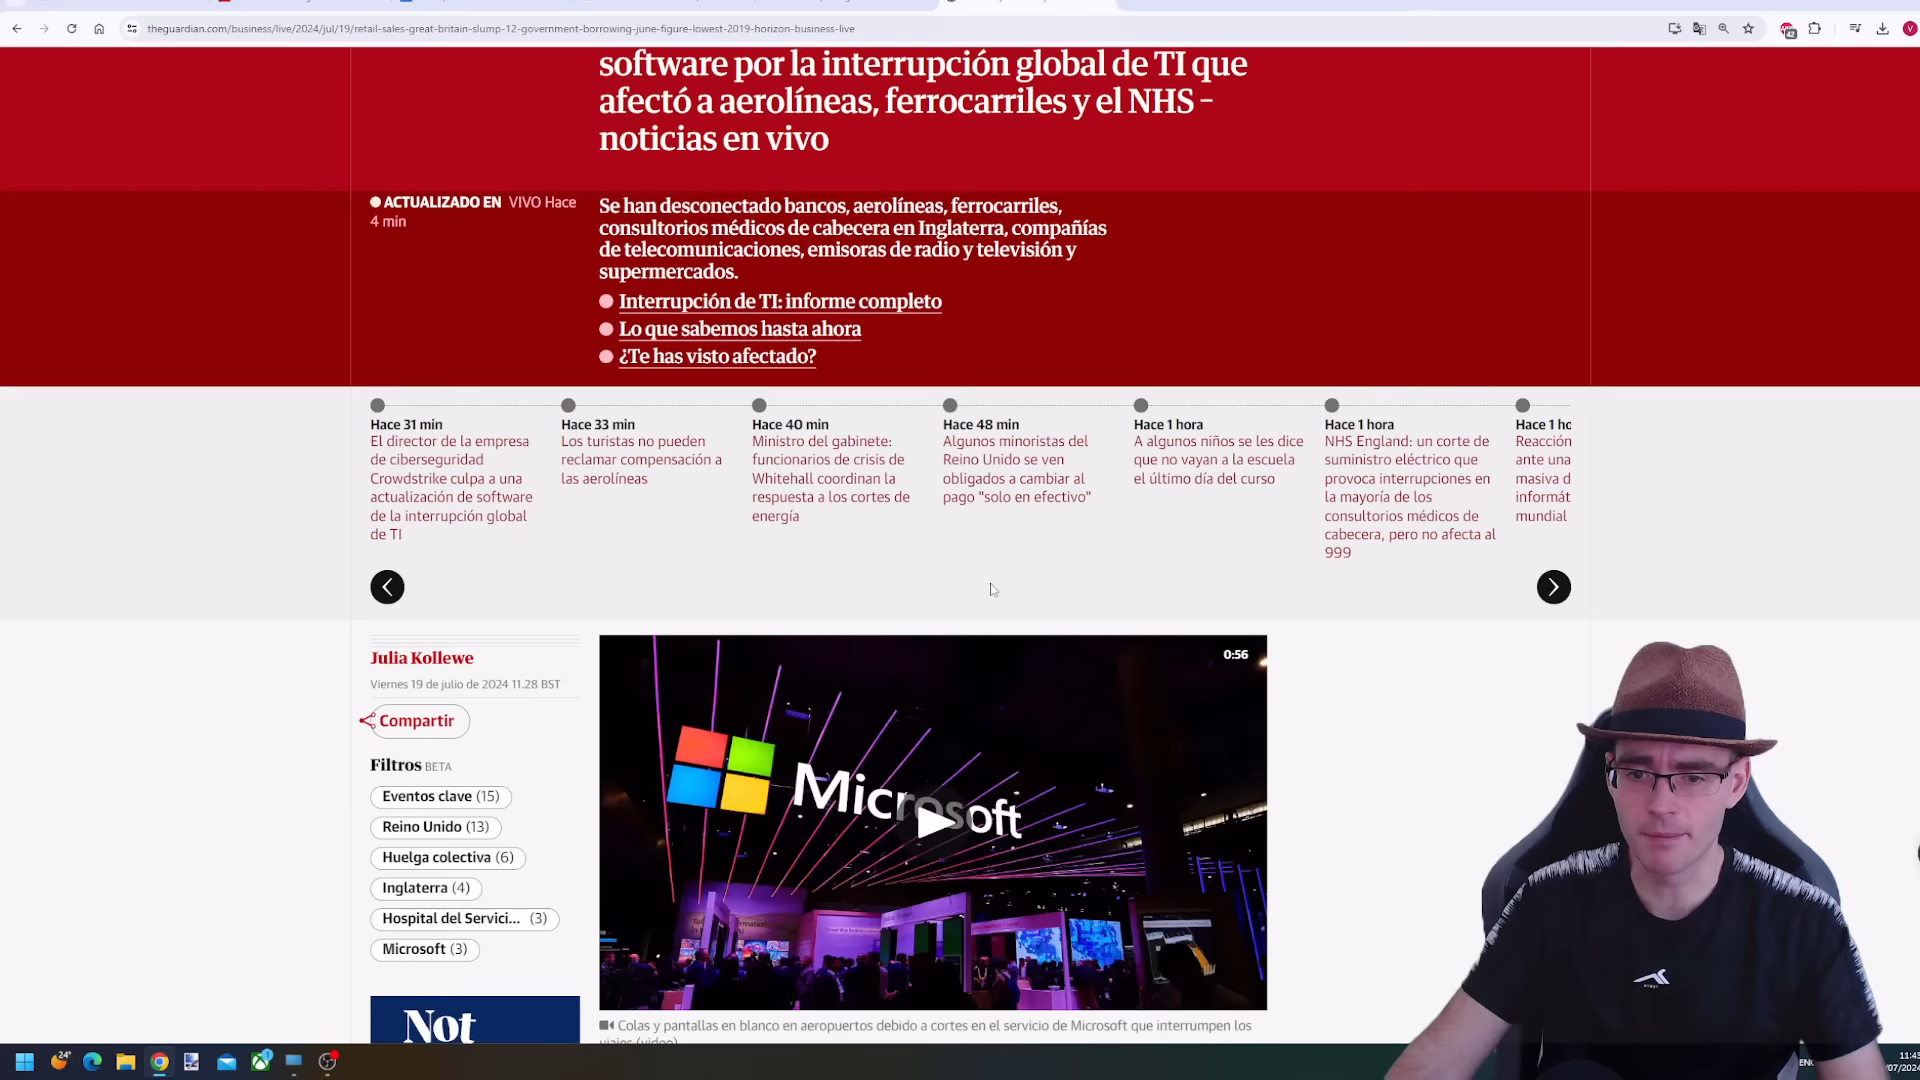 theguardian.com/business/live/2024/jul/19/retail-sales-great-britain-slump-12-government-borrowing-june-figure-lowest-2019-horizon-business-live
42
V
software por la interrupción global de TI que
afectó a aerolíneas, ferrocarriles y el NHS –
noticias en vivo
ACTUALIZADO EN VIVO Hace
4 min
Se han desconectado bancos, aerolíneas, ferrocarriles,
consultorios médicos de cabecera en Inglaterra, compañías
de telecomunicaciones, emisoras de radio y televisión y
supermercados.
Interrupción de TI: informe completo
Lo que sabemos hasta ahora
¿Te has visto afectado?
Hace 31 min
El director de la empresa
de ciberseguridad
Crowdstrike culpa a una
actualización de software
de la interrupción global
de TI
Hace 33 min
Los turistas no pueden
reclamar compensación a
las aerolíneas
Hace 40 min
Ministro del gabinete:
funcionarios de crisis de
Whitehall coordinan la
respuesta a los cortes de
energía
Hace 48 min
Algunos minoristas del
Reino Unido se ven
obligados a cambiar al
pago "solo en efectivo"
Hace 1 hora
A algunos niños se les dice
que no vayan a la escuela
el último día del curso
Hace 1 hora
NHS England: un corte de
suministro eléctrico que
provoca interrupciones en
la mayoría de los
consultorios médicos de
cabecera, pero no afecta al
999
Hace 1 ho
Reacción
ante una
masiva d
informát
mundial
Julia Kollewe
Viernes 19 de julio de 2024 11.28 BST
Compartir
Filtros BETA
Eventos clave (15)
Reino Unido (13)
Huelga colectiva (6)
Inglaterra (4)
Hospital del Servici... (3)
Microsoft (3)
Not
0:56
Microsoft
Colas y pantallas en blanco en aeropuertos debido a cortes en el servicio de Microsoft que interrumpen los
viajes (video)
24°
1
ENG
11:43
/07/2024